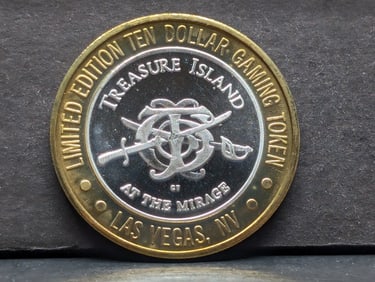 LIMITED EDITION TEN DOLLAR GAMING TOKEN
TREASURE ISLAND
AT THE MIRAGE
LAS VEGAS, NV